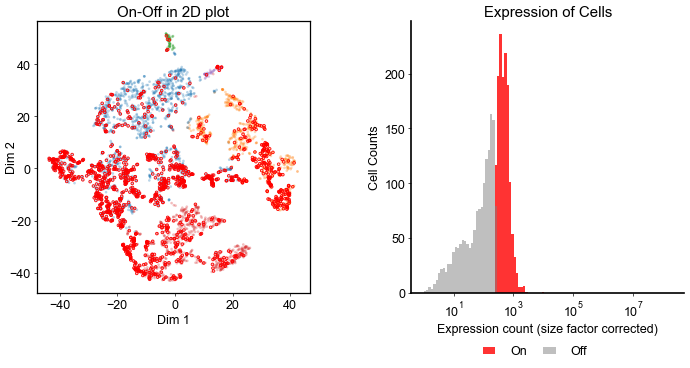 On-Off in 2D plot
Dim 2
40
20
0
−20
−40
−40 −20 0 20 40
Dim 1
Expression of Cells
Cell Counts
200
150
100
50
0
10^1 10^3 10^5 10^7
Expression count (size factor corrected)
On Off